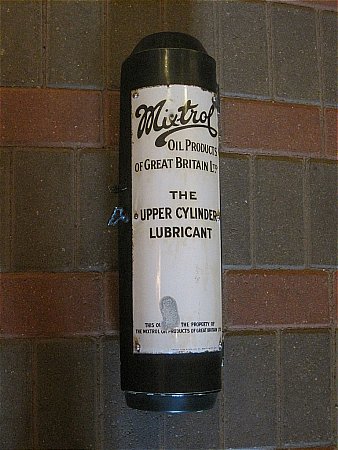 Mixtrol
OIL PRODUCTS
OF GREAT BRITAIN LTD
THE
UPPER CYLINDER
LUBRICANT
THIS THE PROPERTY OF
THE MIXTROL OIL PRODUCTS OF GREAT BRITAIN